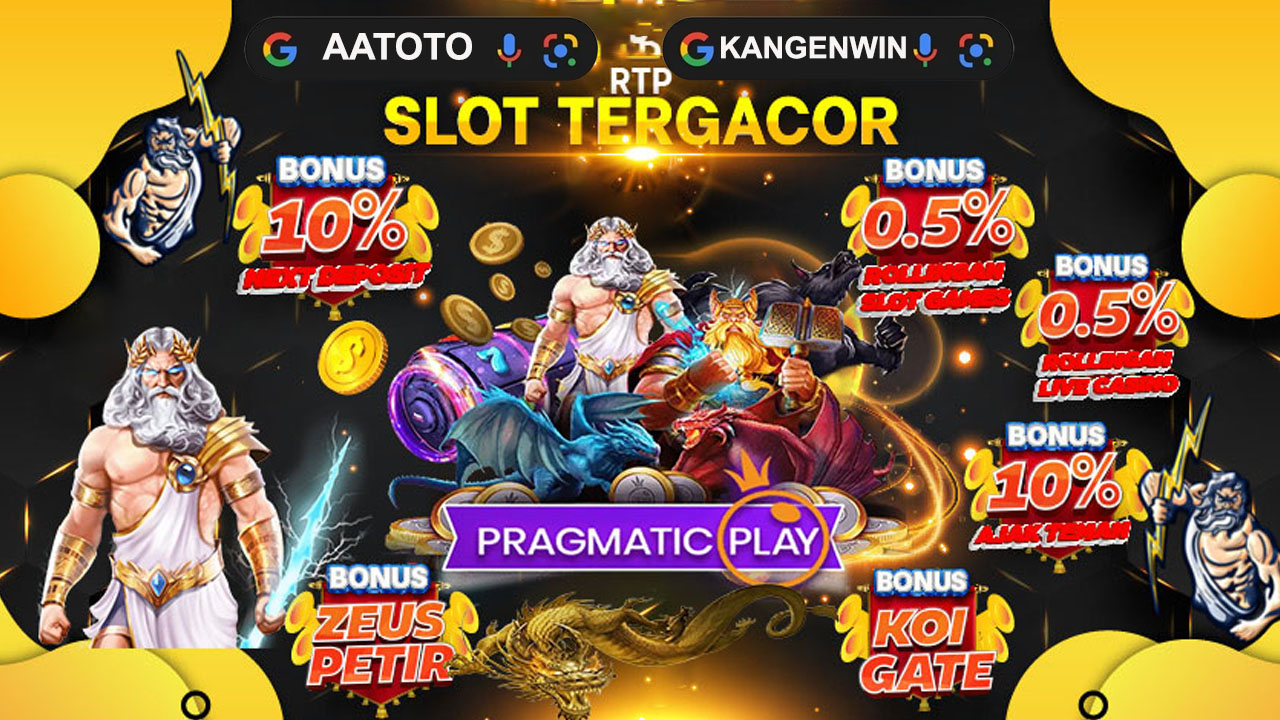 AATOTO
KANGENWIN
RTP
SLOT TERGACOR
BONUS
10%
NEXT DEPOSIT
BONUS
0.5%
ROLLINGAN
SLOT GAMES
BONUS
0.5%
ROLLINGAN
LIVE CASINO
BONUS
10%
AJAK TEMAN
PRAGMATIC PLAY
BONUS
ZEUS
PETIR
BONUS
KOI
GATE